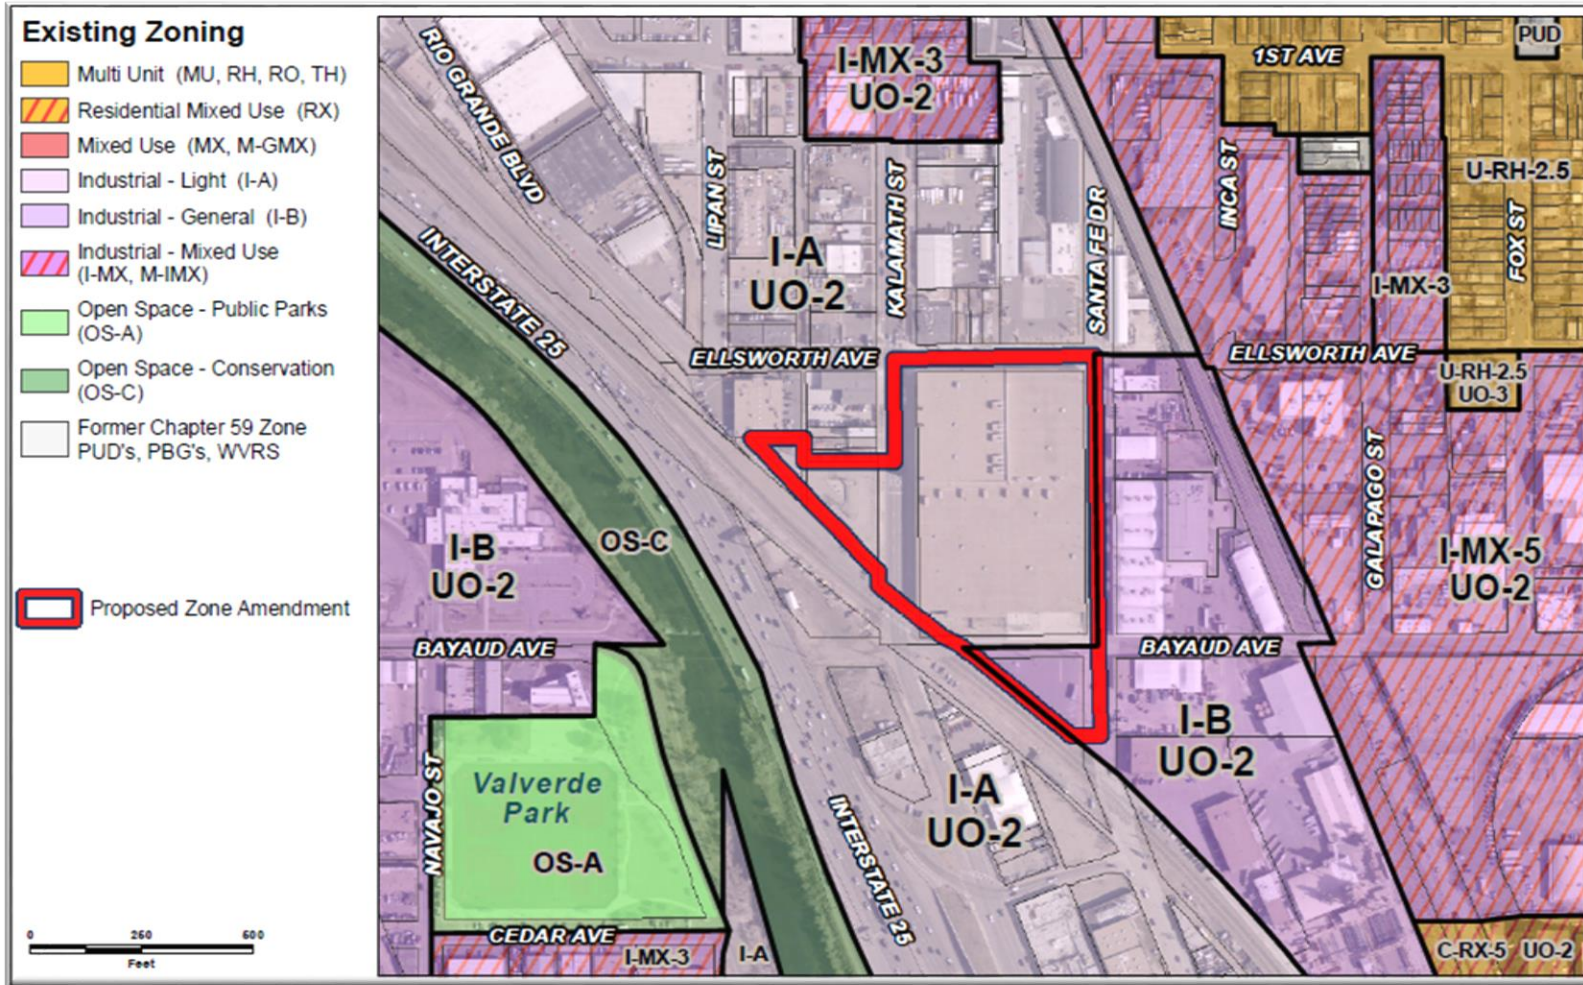 Existing Zoning
Multi Unit (MU, RH, RO, TH)
Residential Mixed Use (RX)
Mixed Use (MX, M-GMX)
Industrial - Light (I-A)
Industrial - General (I-B)
Industrial - Mixed Use
(I-MX, M-IMX)
Open Space - Public Parks
(OS-A)
Open Space - Conservation
(OS-C)
Former Chapter 59 Zone
PUD's, PBG's, WVRS
Proposed Zone Amendment
0 250 500
Feet
RIO GRANDE BLVD
I-MX-3
UO-2
1ST AVE
PUD
LIPAN ST
KALAMATH ST
SANTA FE DR
INCA ST
U-RH-2.5
FOX ST
INTERSTATE 25
I-A
UO-2
I-MX-3
ELLSWORTH AVE
ELLSWORTH AVE
U-RH-2.5
UO-3
GALAPAGO ST
I-B
UO-2
OS-C
I-MX-5
UO-2
BAYAUD AVE
BAYAUD AVE
I-B
UO-2
NAVAJO ST
Valverde
Park
OS-A
I-A
UO-2
INTERSTATE 25
CEDAR AVE
I-MX-3
I-A
C-RX-5 UO-2